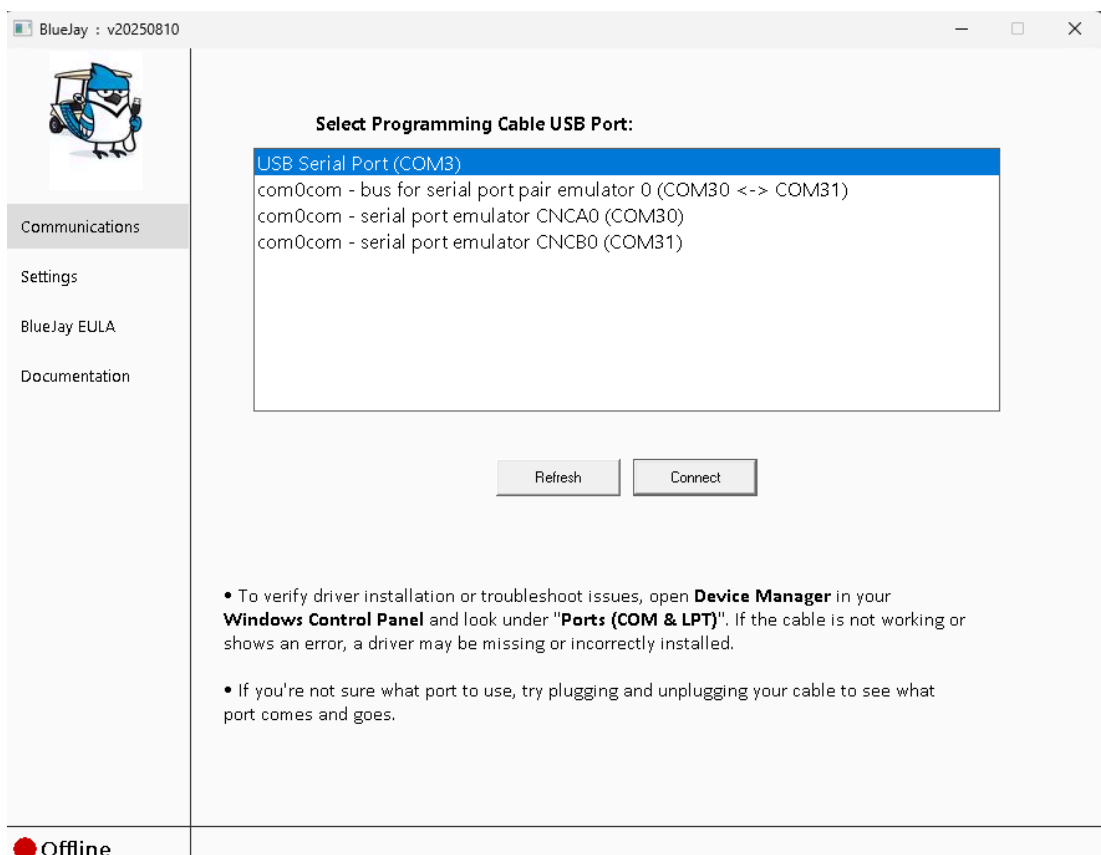 BlueJay : v20250810
Select Programming Cable USB Port:
USB Serial Port (COM3)
com0com - bus for serial port pair emulator 0 (COM30 <-> COM31)
com0com - serial port emulator CNCA0 (COM30)
com0com - serial port emulator CNCB0 (COM31)
Communications
Settings
BlueJay EULA
Documentation
Refresh
Connect
• To verify driver installation or troubleshoot issues, open Device Manager in your
Windows Control Panel and look under "Ports (COM & LPT)". If the cable is not working or
shows an error, a driver may be missing or incorrectly installed.
• If you're not sure what port to use, try plugging and unplugging your cable to see what
port comes and goes.
Offline